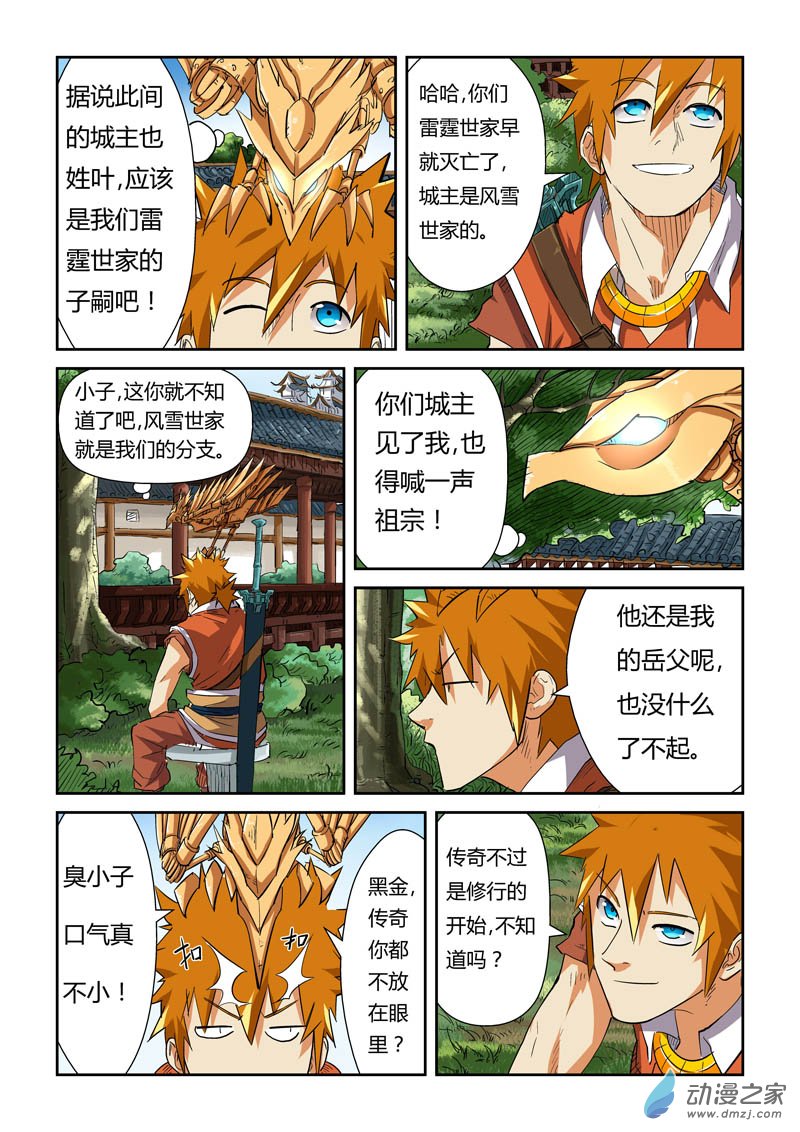 据说此间
的城主也
姓叶,应该
是我们雷
霆世家的
子嗣吧！
哈哈,你们
雷霆世家早
就灭亡了,
城主是风雪
世家的。
小子,这你就不知
道了吧,风雪世家
就是我们的分支。
你们城主
见了我,也
得喊一声
祖宗！
他还是我
的岳父呢,
也没什么
了不起。
臭小子
口气真
不小！
扣
扣
黑金,
传奇
你都
不放
在眼
里？
传奇不过
是修行的
开始,不知
道吗？
动漫之家
www.dmzj.com